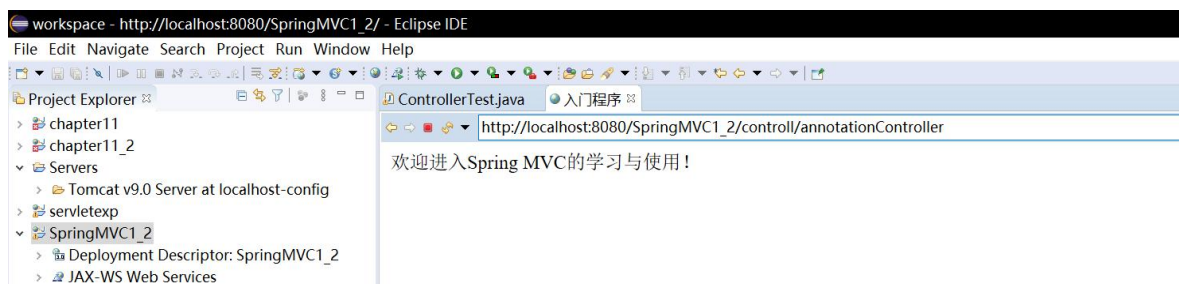 workspace - http://localhost:8080/SpringMVC1_2/ - Eclipse IDE
File Edit Navigate Search Project Run Window Help
Project Explorer
ControllerTest.java
入门程序
http://localhost:8080/SpringMVC1_2/controll/annotationController
欢迎进入Spring MVC的学习与使用！
chapter11
chapter11_2
Servers
Tomcat v9.0 Server at localhost-config
servletexp
SpringMVC1_2
Deployment Descriptor: SpringMVC1_2
JAX-WS Web Services